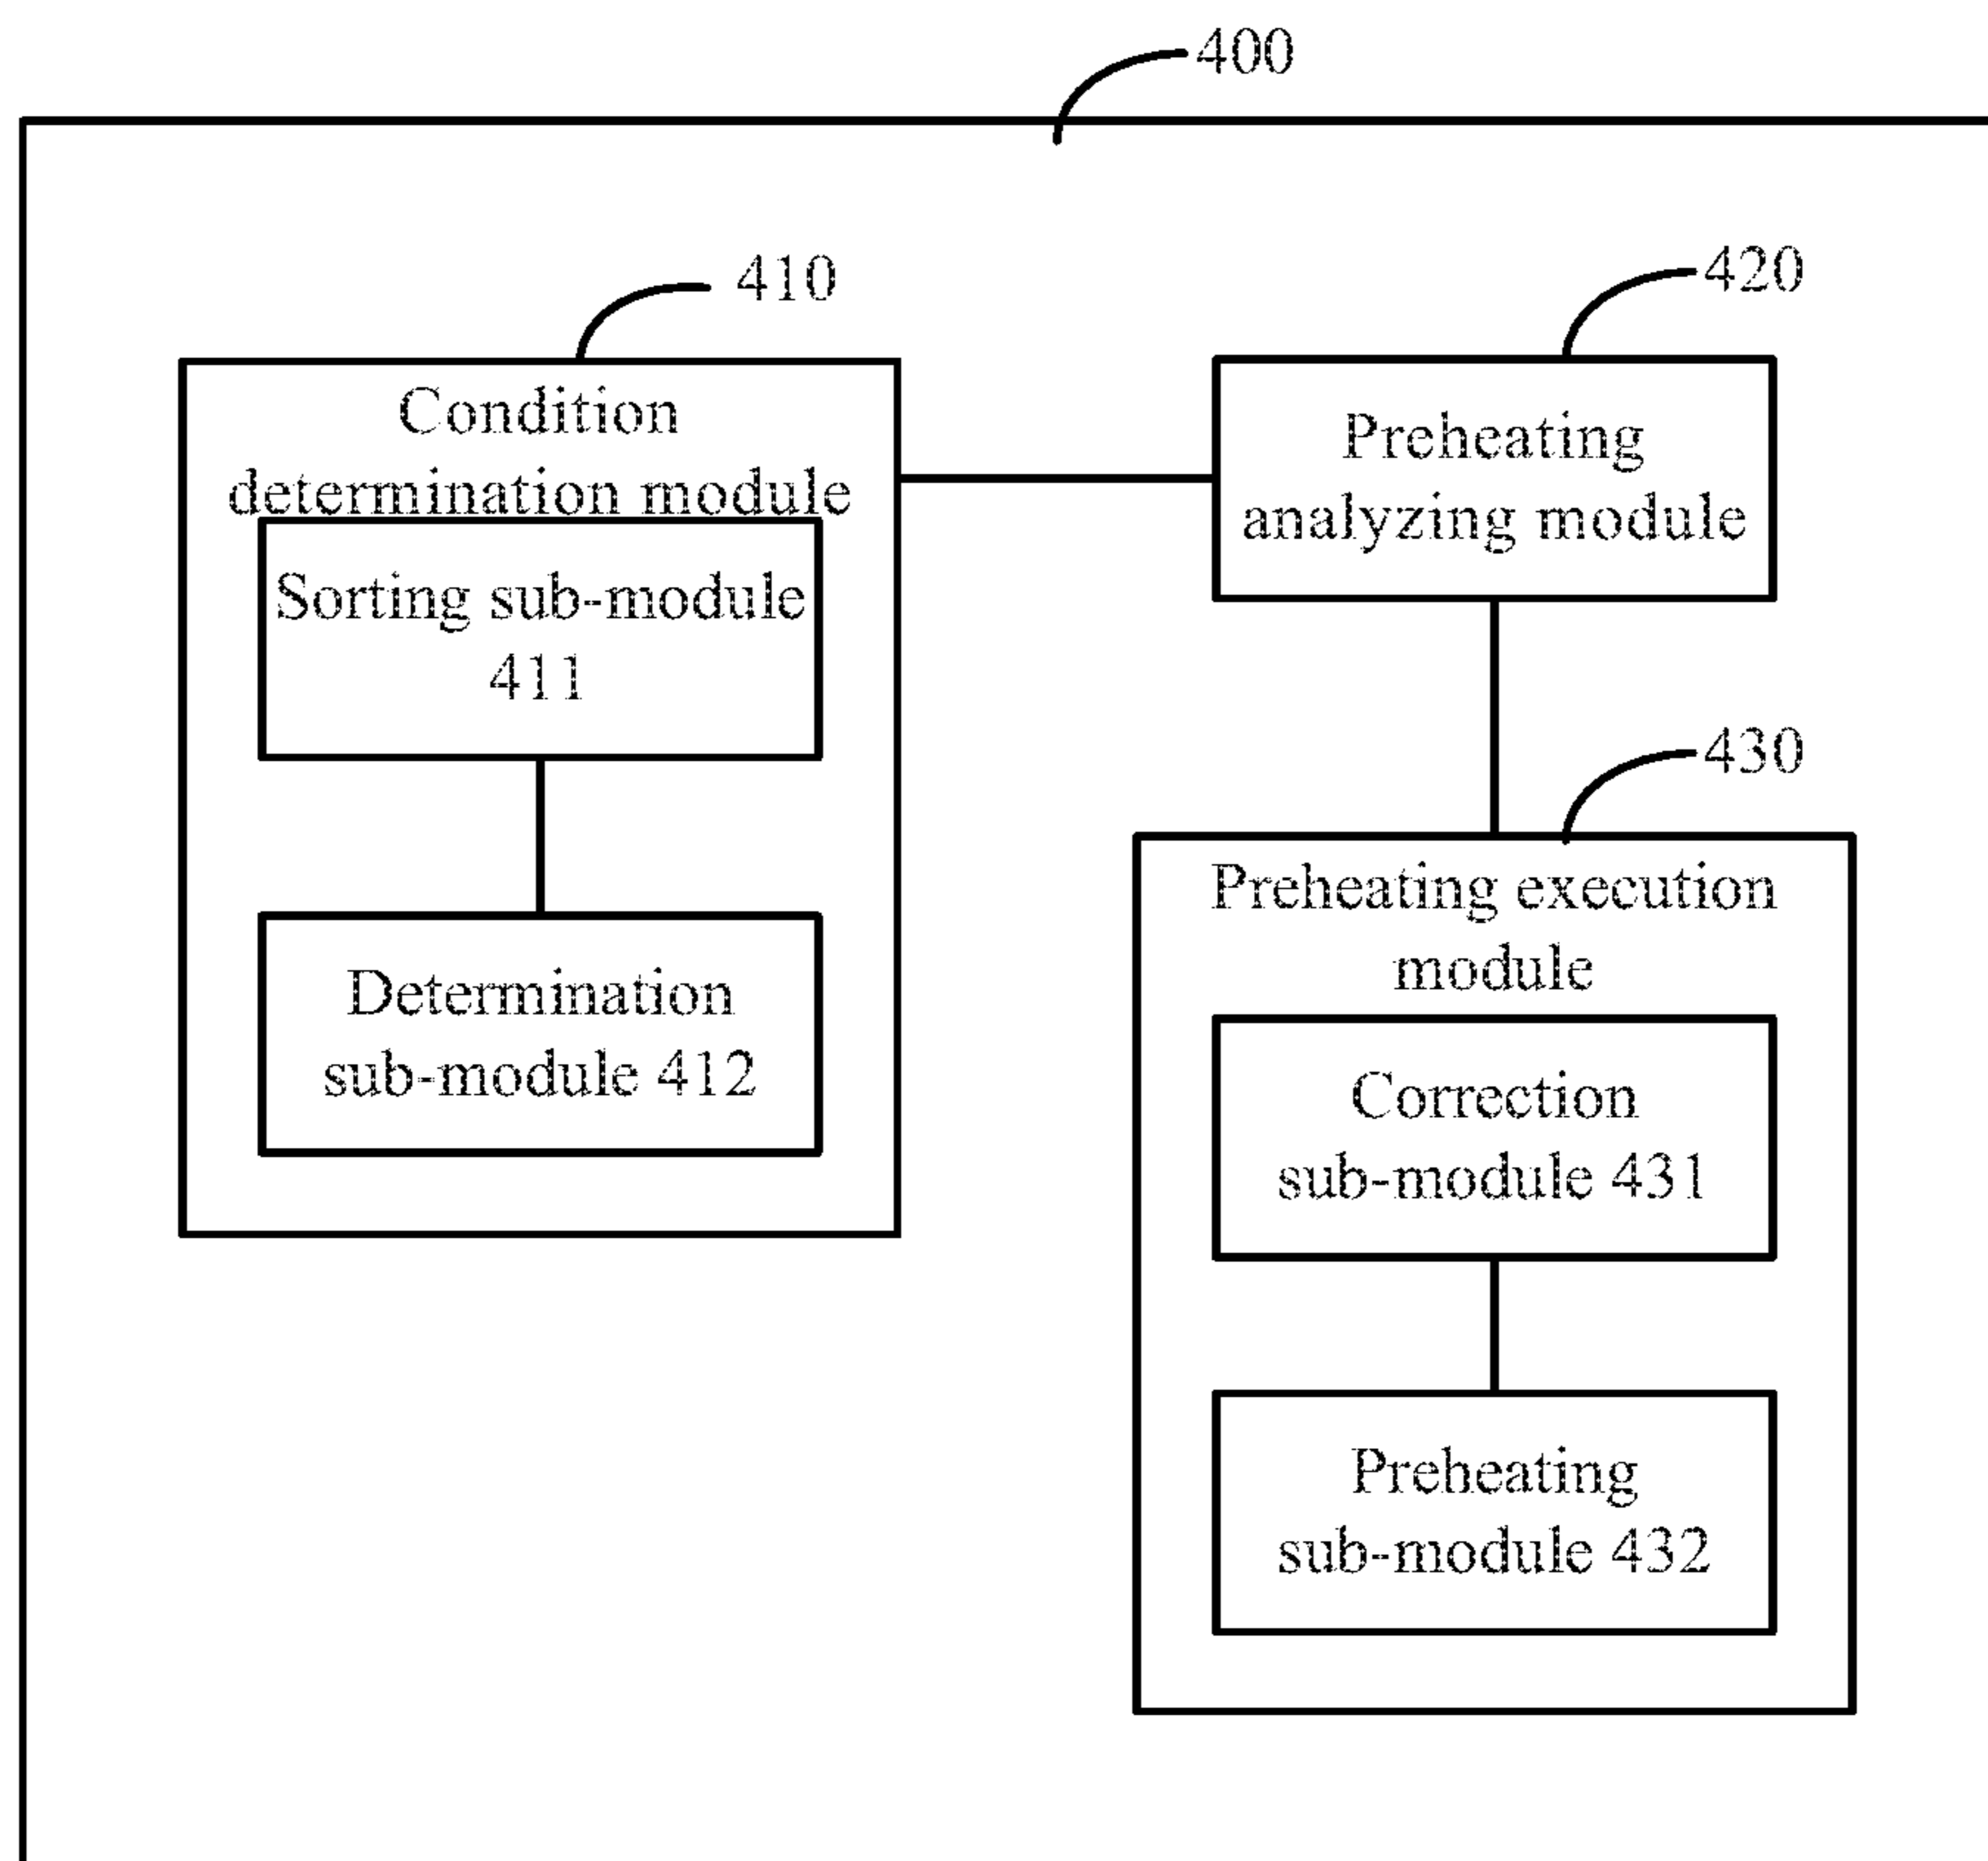 400
410
Condition
determination module
Sorting sub-module
411
Determination
sub-module 412
420
Preheating
analyzing module
430
Preheating execution
module
Correction
sub-module 431
Preheating
sub-module 432